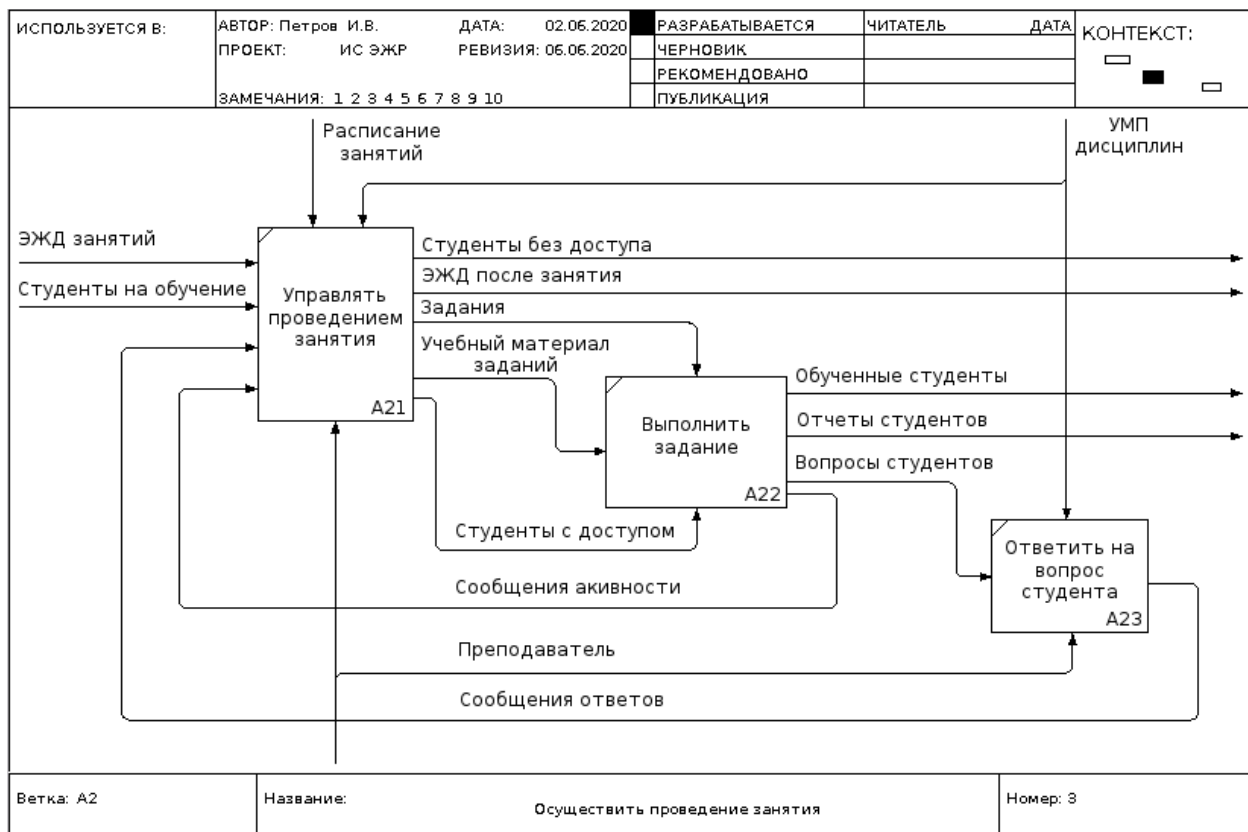 ИСПОЛЬЗУЕТСЯ В:
АВТОР: Петров И.В.
ДАТА: 02.06.2020
ПРОЕКТ: ИС ЭЖР
РЕВИЗИЯ: 06.06.2020
ЗАМЕЧАНИЯ: 1 2 3 4 5 6 7 8 9 10
РАЗРАБАТЫВАЕТСЯ
ЧЕРНОВИК
РЕКОМЕНДОВАНО
ПУБЛИКАЦИЯ
ЧИТАТЕЛЬ
ДАТА
КОНТЕКСТ:
Расписание
занятий
УМП
дисциплин
ЭЖД занятий
Студенты на обучение
Управлять
проведением
занятия
А21
Студенты без доступа
ЭЖД после занятия
Задания
Учебный материал
заданий
Выполнить
задание
А22
Обученные студенты
Отчеты студентов
Вопросы студентов
Студенты с доступом
Ответить на
вопрос
студента
А23
Сообщения акивности
Преподаватель
Сообщения ответов
Ветка: А2
Название:
Осуществить проведение занятия
Номер: 3